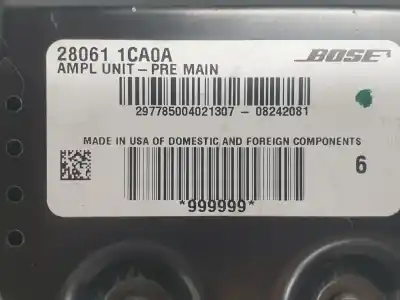 28061 1CA0A BOSE
AMPL UNIT – PRE MAIN
297785004021307 – 08242081
MADE IN USA OF DOMESTIC AND FOREIGN COMPONENTS
6
*999999*